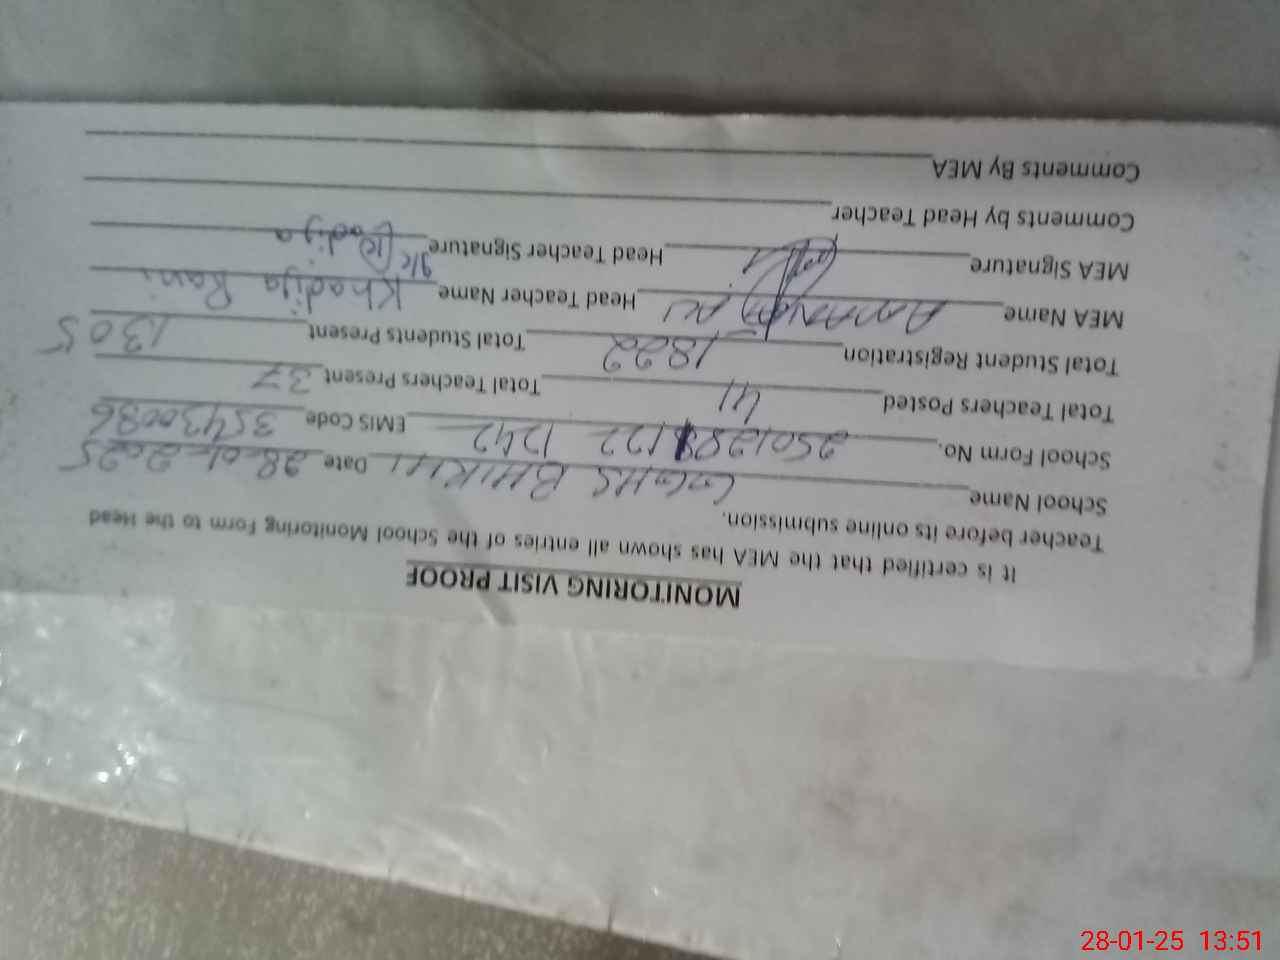 MONITORING VISIT PROOF
It is certified that the MEA has shown all entries of the School Monitoring Form to the Head
Teacher before its online submission.
School Name GGHS BHIKHI Date 28.01.2025
School Form No. 1242 EMIS Code 35430086
Total Teachers Posted 41 Total Teachers Present 37
Total Student Registration 1822 Total Students Present 1305
MEA Name Head Teacher Name Khadija Rani
MEA Signature Head Teacher Signature Khadija
Comments by Head Teacher
Comments By MEA
28-01-25 13:51